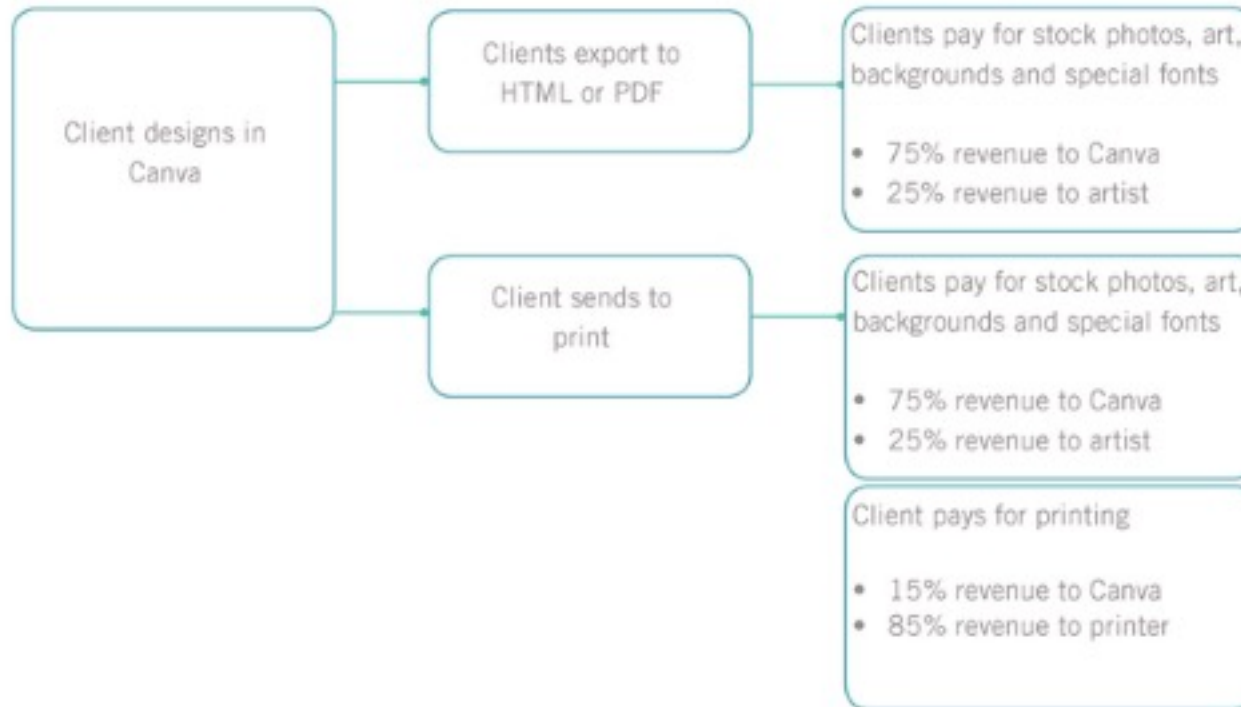 Client designs in
Canva
Clients export to
HTML or PDF
Clients pay for stock photos, art,
backgrounds and special fonts
• 75% revenue to Canva
• 25% revenue to artist
Client sends to
print
Clients pay for stock photos, art,
backgrounds and special fonts
• 75% revenue to Canva
• 25% revenue to artist
Client pays for printing
• 15% revenue to Canva
• 85% revenue to printer